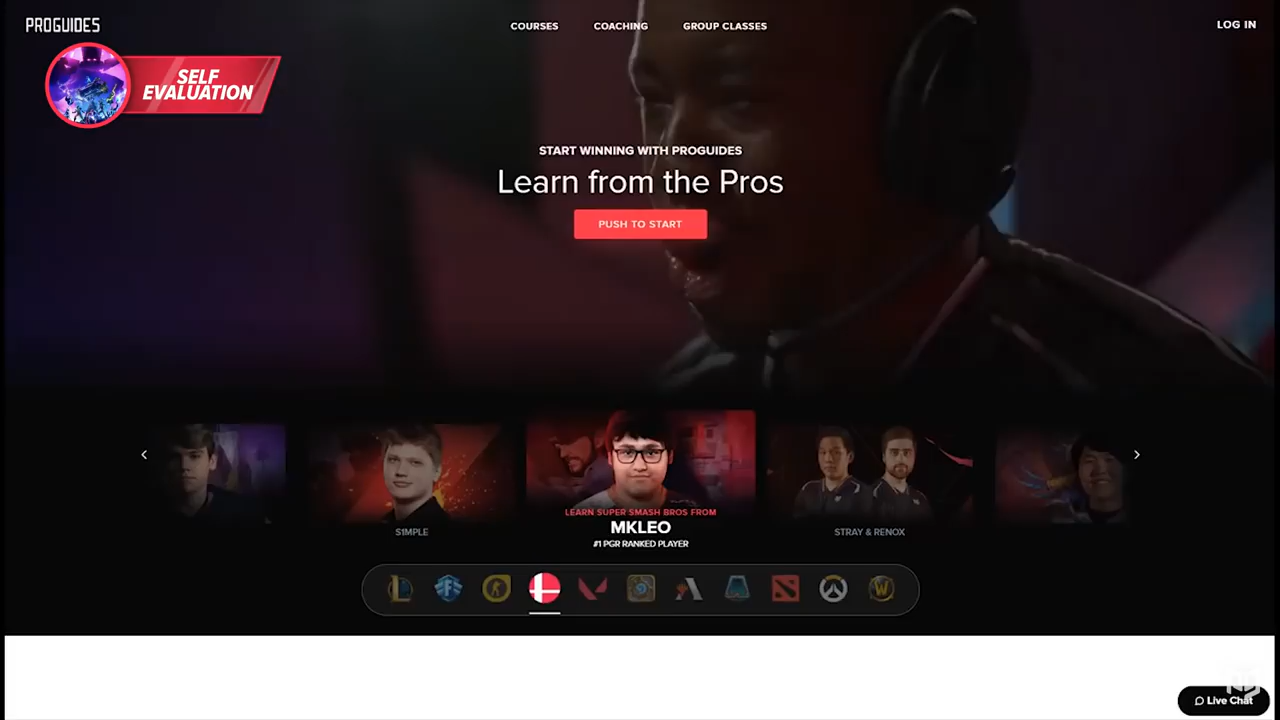 PROGUIDES
COURSES
COACHING
GROUP CLASSES
LOG IN
SELF
EVALUATION
START WINNING WITH PROGUIDES
Learn from the Pros
PUSH TO START
LEARN SUPER SMASH BROS FROM
S1MPLE
MKLEO
STRAY & RENOX
#1 PGR RANKED PLAYER
Live Chat